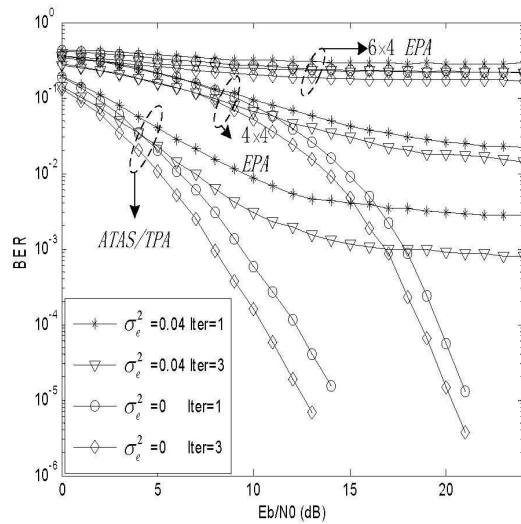 10^0
10^-1
10^-2
10^-3
10^-4
10^-5
10^-6
BER
0 5 10 15 20
Eb/N0 (dB)
6×4 EPA
4×4
EPA
ATAS/TPA
σ_e^2 =0.04 Iter=1
σ_e^2 =0.04 Iter=3
σ_e^2 =0 Iter=1
σ_e^2 =0 Iter=3